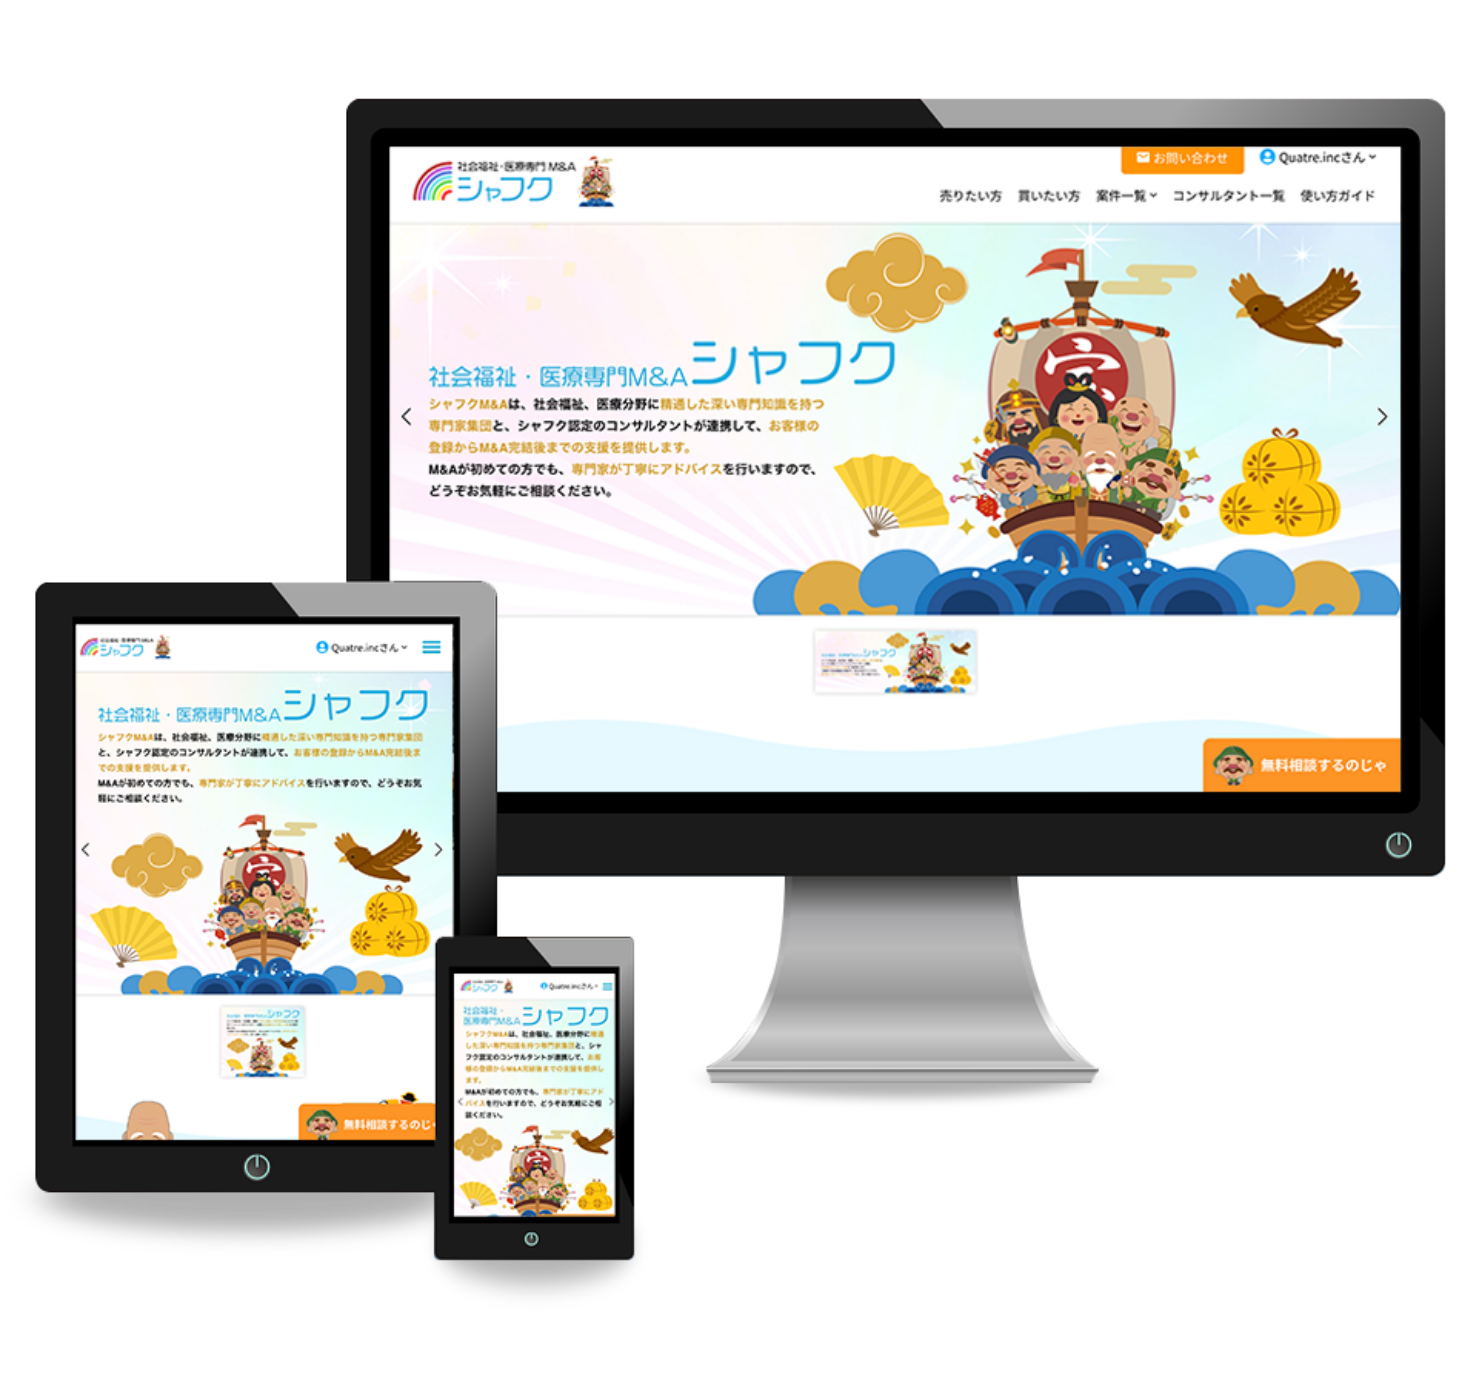 社会福祉・医療専門 M&A
シャフク
お問い合わせ
Quatre.incさん
売りたい方 買いたい方 案件一覧 コンサルタント一覧 使い方ガイド
社会福祉・医療専門M&Aシャフク
シャフクM&Aは、社会福祉、医療分野に精通した深い専門知識を持つ
専門家集団と、シャフク認定のコンサルタントが連携して、お客様の
登録からM&A完結後までの支援を提供します。
M&Aが初めての方でも、専門家が丁寧にアドバイスを行いますので、
どうぞお気軽にご相談ください。
宝
無料相談するのじゃ
社会福祉・医療専門M&A
シャフク
Quatre.incさん
社会福祉・医療専門M&Aシャフク
シャフクM&Aは、社会福祉、医療分野に精通した深い専門知識を持つ専門家集団
と、シャフク認定のコンサルタントが連携して、お客様の登録からM&A完結後ま
での支援を提供します。
M&Aが初めての方でも、専門家が丁寧にアドバイスを行いますので、どうぞお気
軽にご相談ください。
宝
無料相談するのじ
シャフク
Quatre.incさん
社会福祉・
医療専門M&Aシャフク
シャフクM&Aは、社会福祉、医療分野に精通
した深い専門知識を持つ専門家集団と、シャ
フク認定のコンサルタントが連携して、お客
様の登録からM&A完結後までの支援を提供し
ます。
M&Aが初めての方でも、専門家が丁寧にアド
バイスを行いますので、どうぞお気軽にご相
談ください。
宝